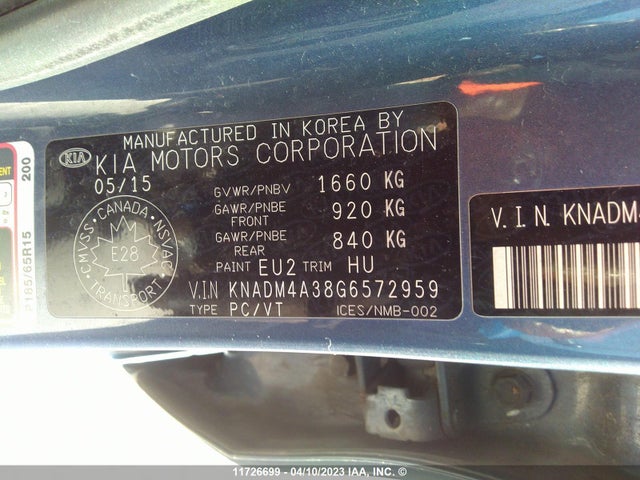 MANUFACTURED IN KOREA BY
KIA KIA MOTORS CORPORATION
05/15
GVWR/PNBV 1660 KG
GAWR/PNBE FRONT 920 KG
GAWR/PNBE REAR 840 KG
CANADA
CMVSS NSVAC
E28
TRANSPORT
PAINT EU2 TRIM HU
V.I.N KNADM4A38G6572959
TYPE PC/VT ICES/NMB-002
V.I.N. KNADM
200
P185/65R15
11726699 - 04/10/2023 IAA, INC. ©